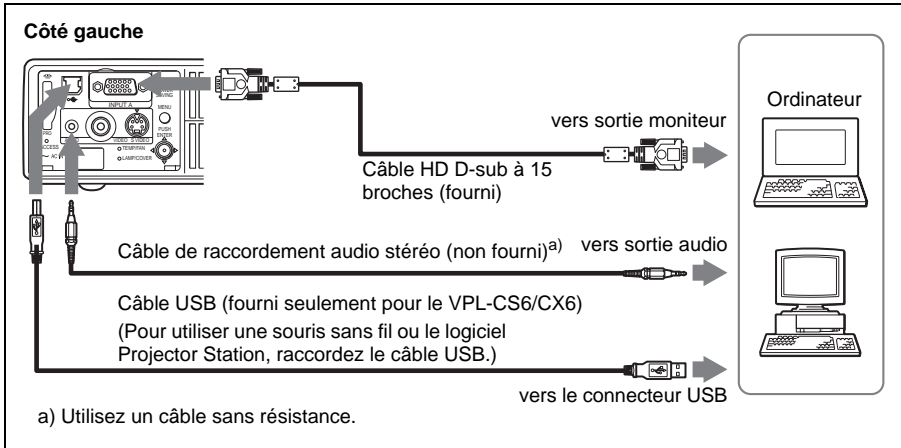 Côté gauche
INPUT A
MENU
PUSH
ENTER
PRO
ACCESS
VIDEO
S VIDEO
TEMP/FAN
LAMP/COVER
Ordinateur
vers sortie moniteur
Câble HD D-sub à 15
broches (fourni)
Câble de raccordement audio stéréo (non fourni)a)
vers sortie audio
Câble USB (fourni seulement pour le VPL-CS6/CX6)
(Pour utiliser une souris sans fil ou le logiciel
Projector Station, raccordez le câble USB.)
vers le connecteur USB
a) Utilisez un câble sans résistance.